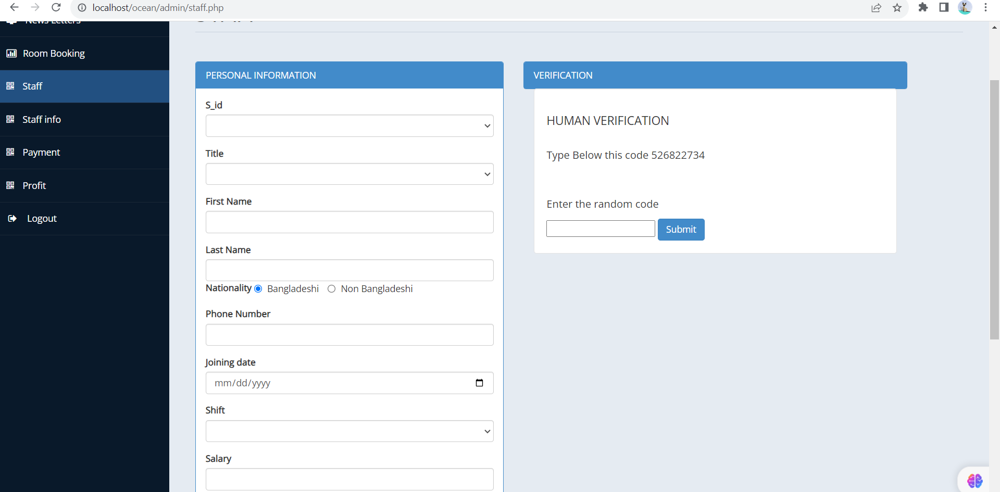 localhost/ocean/admin/staff.php
News Letters
Room Booking
Staff
Staff info
Payment
Profit
Logout
PERSONAL INFORMATION
S_id
Title
First Name
Last Name
Nationality Bangladeshi Non Bangladeshi
Phone Number
Joining date
mm/dd/yyyy
Shift
Salary
VERIFICATION
HUMAN VERIFICATION
Type Below this code 526822734
Enter the random code
Submit